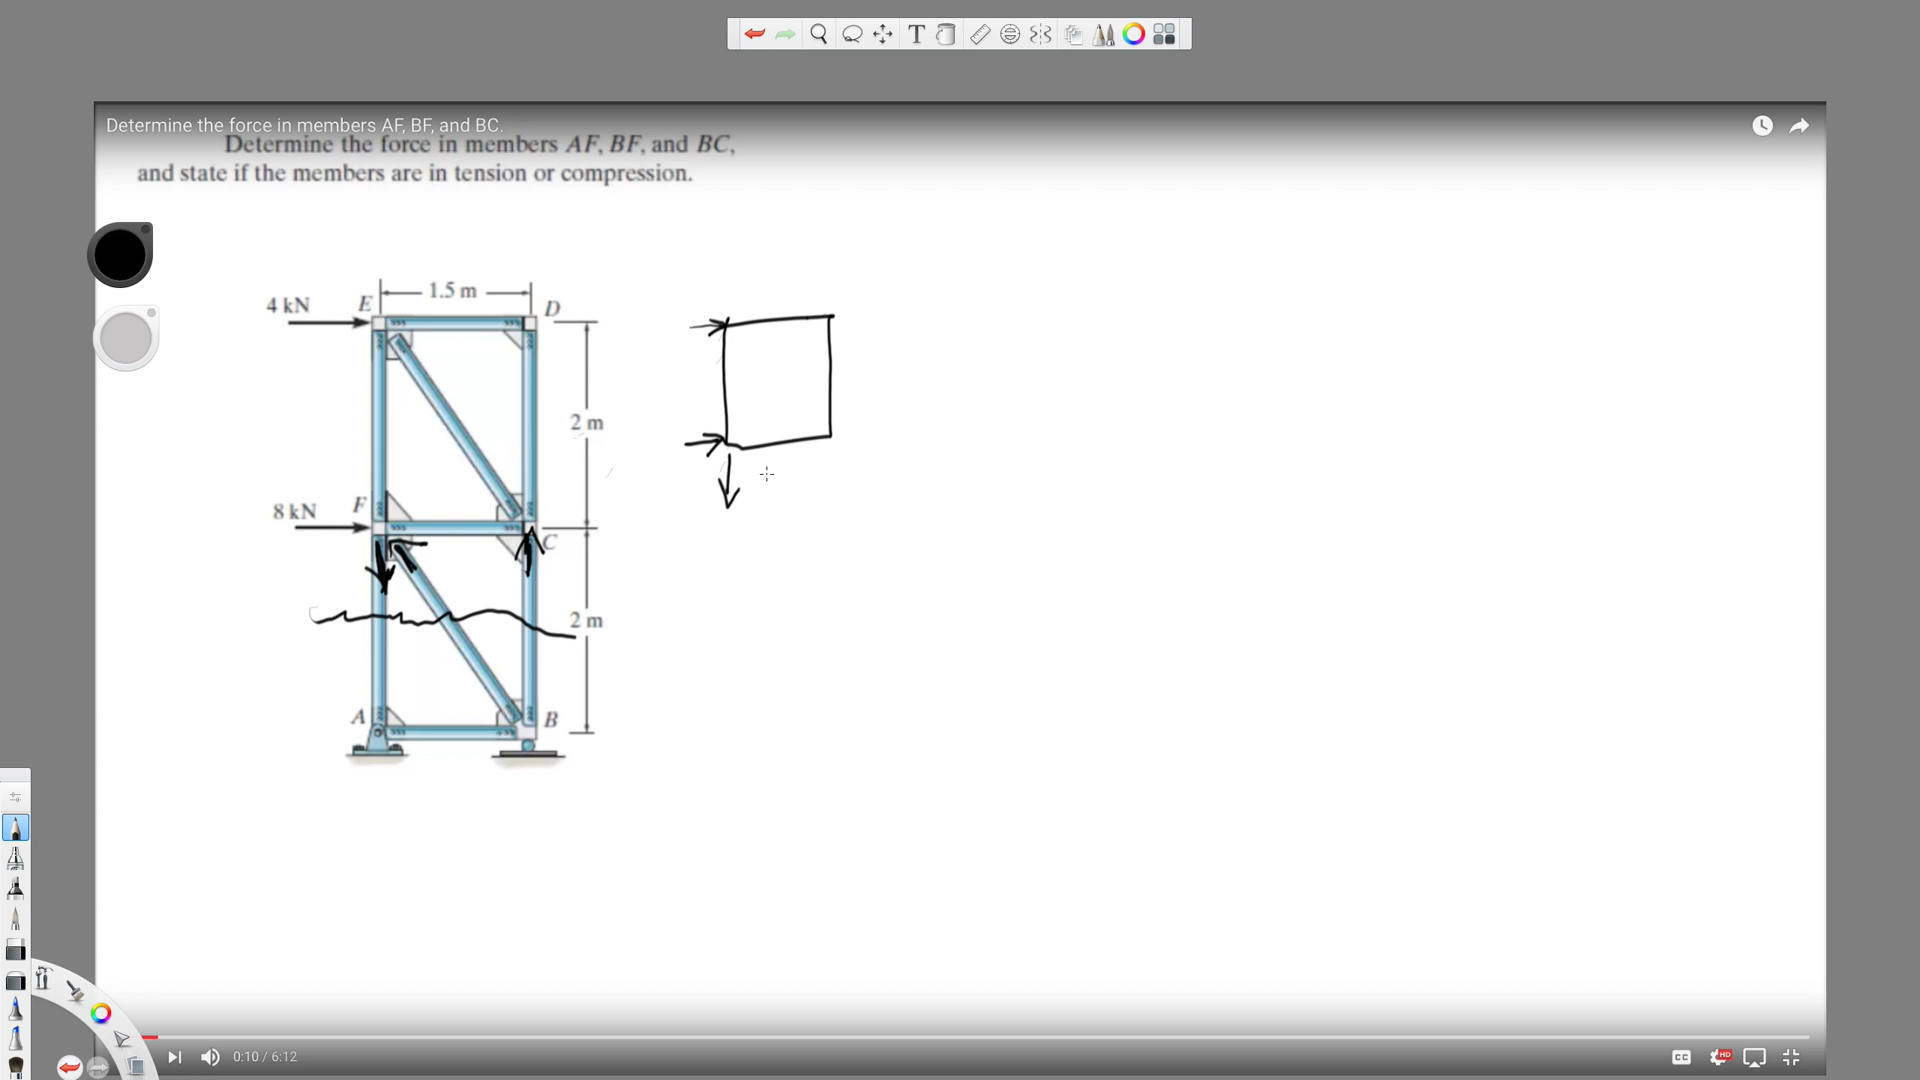 Determine the force in members AF, BF, and BC.
Determine the force in members AF, BF, and BC,
and state if the members are in tension or compression.
4 kN
E
1.5 m
D
2 m
8 kN
F
C
2 m
A
B
0:10 / 6:12
CC
HD
T